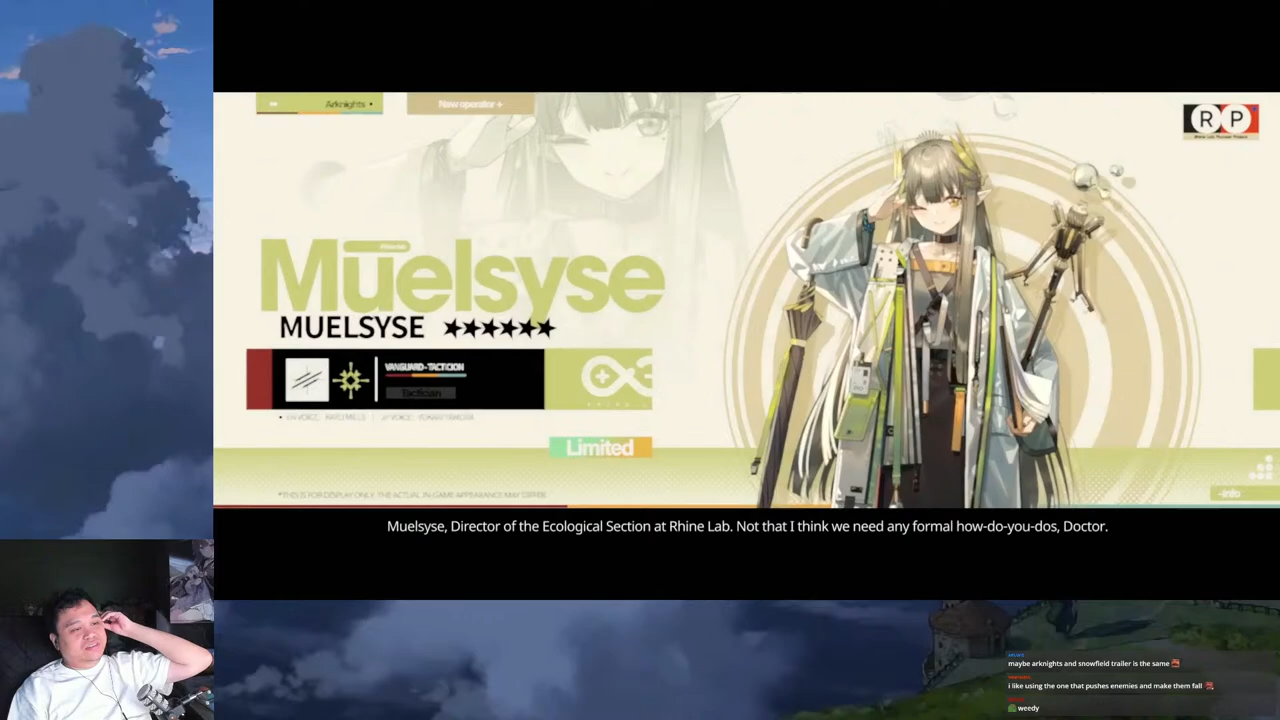 Arknights •
New operator +
R P
Muelsyse
MUELSYSE ★★★★★★
VANGUARD-TACTICION
Tactician
Limited
*THIS IS FOR DISPLAY ONLY. THE ACTUAL IN-GAME APPEARANCE MAY DIFFER
-info
Muelsyse, Director of the Ecological Section at Rhine Lab. Not that I think we need any formal how-do-you-dos, Doctor.
maybe arknights and snowfield trailer is the same
i like using the one that pushes enemies and make them fall
weedy